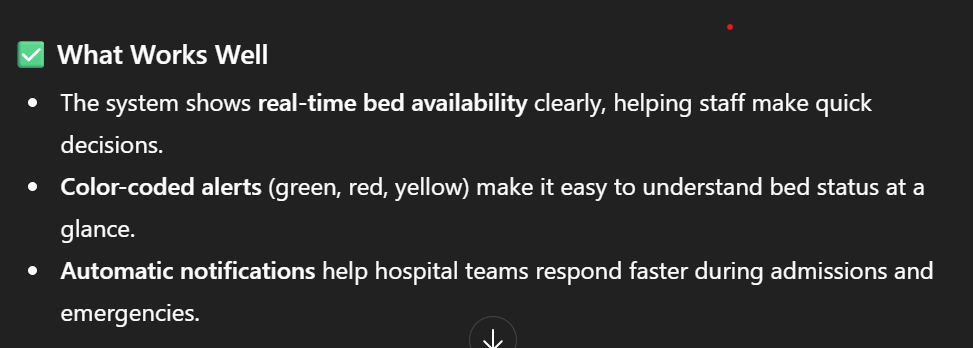 ✅ What Works Well
• The system shows real-time bed availability clearly, helping staff make quick
decisions.
• Color-coded alerts (green, red, yellow) make it easy to understand bed status at a
glance.
• Automatic notifications help hospital teams respond faster during admissions and
emergencies.